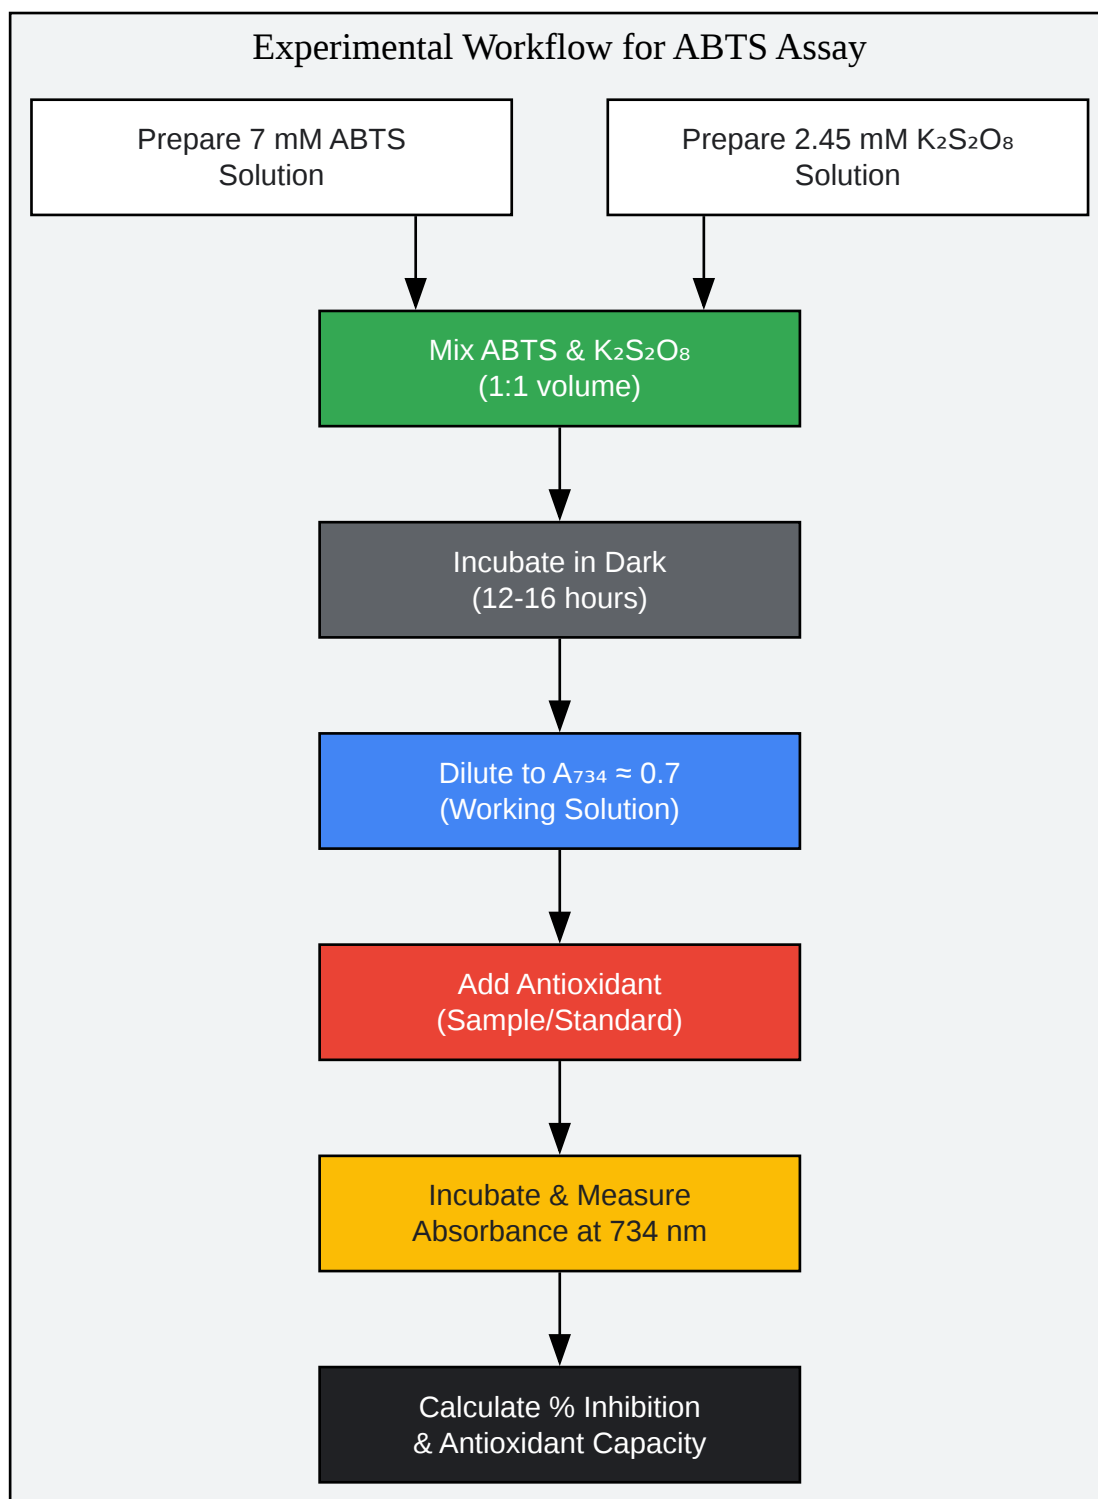 Experimental Workflow for ABTS Assay
Prepare 7 mM ABTS
Solution
Prepare 2.45 mM K₂S₂O₈
Solution
Mix ABTS & K₂S₂O₈
(1:1 volume)
Incubate in Dark
(12-16 hours)
Dilute to A₇₃₄ ≈ 0.7
(Working Solution)
Add Antioxidant
(Sample/Standard)
Incubate & Measure
Absorbance at 734 nm
Calculate % Inhibition
& Antioxidant Capacity